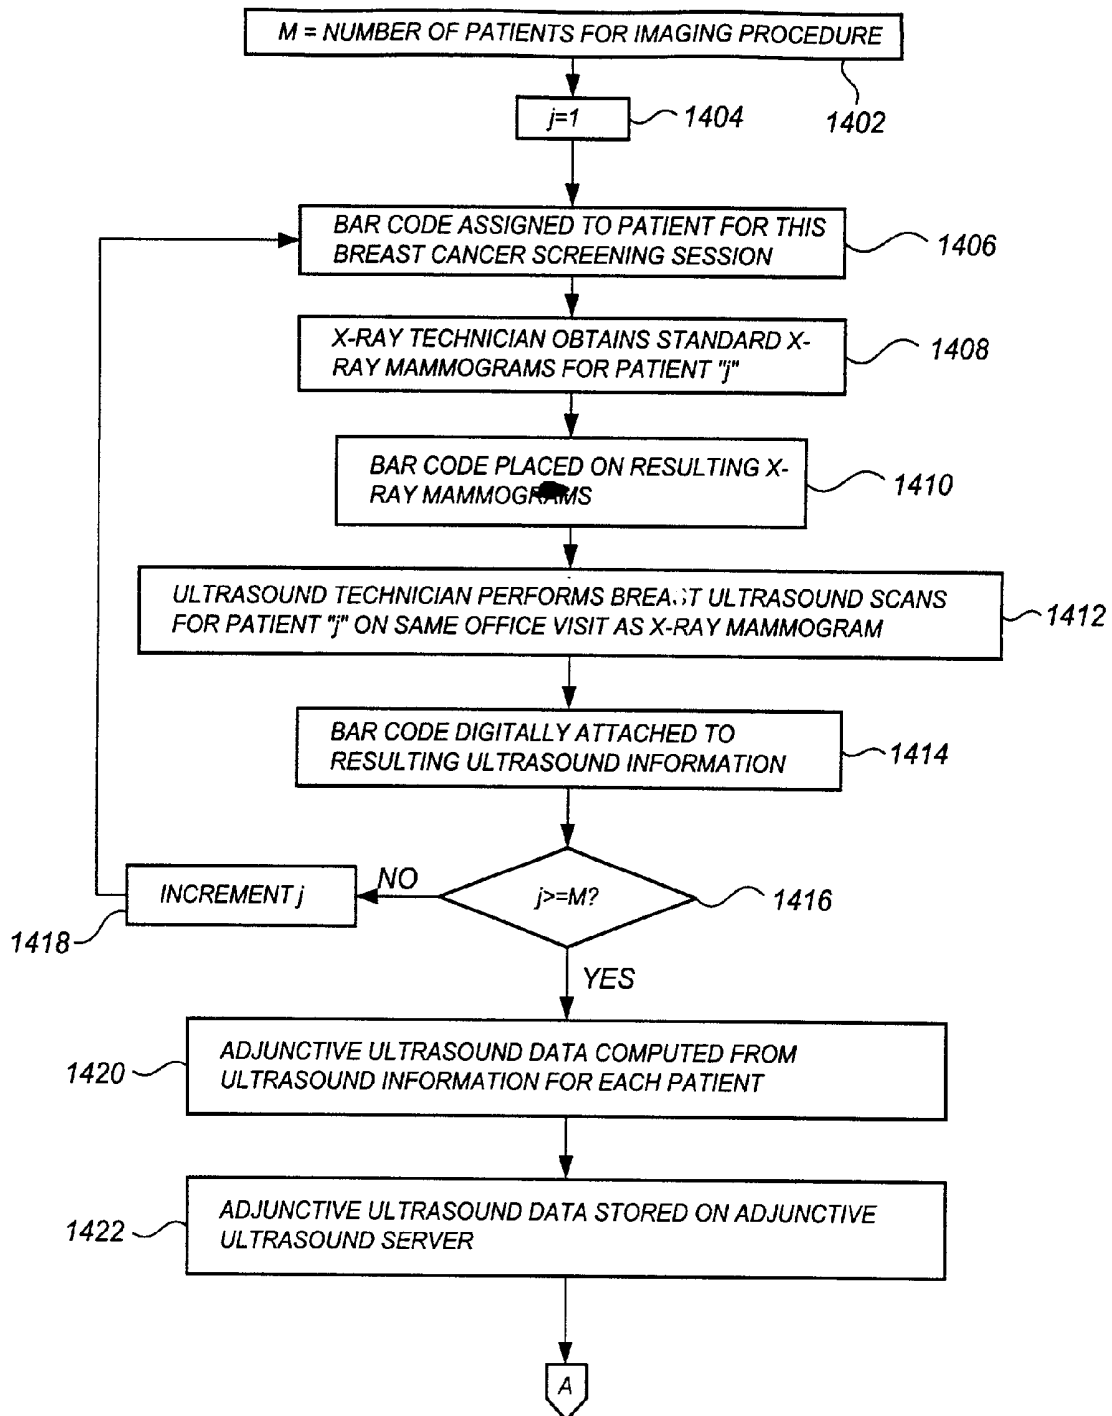 M = NUMBER OF PATIENTS FOR IMAGING PROCEDURE
1402
j=1
1404
BAR CODE ASSIGNED TO PATIENT FOR THIS
BREAST CANCER SCREENING SESSION
1406
X-RAY TECHNICIAN OBTAINS STANDARD X-
RAY MAMMOGRAMS FOR PATIENT "j"
1408
BAR CODE PLACED ON RESULTING X-
RAY MAMMOGRAMS
1410
ULTRASOUND TECHNICIAN PERFORMS BREAST ULTRASOUND SCANS
FOR PATIENT "j" ON SAME OFFICE VISIT AS X-RAY MAMMOGRAM
1412
BAR CODE DIGITALLY ATTACHED TO
RESULTING ULTRASOUND INFORMATION
1414
j>=M?
1416
NO
INCREMENT j
1418
YES
ADJUNCTIVE ULTRASOUND DATA COMPUTED FROM
ULTRASOUND INFORMATION FOR EACH PATIENT
1420
ADJUNCTIVE ULTRASOUND DATA STORED ON ADJUNCTIVE
ULTRASOUND SERVER
1422
A